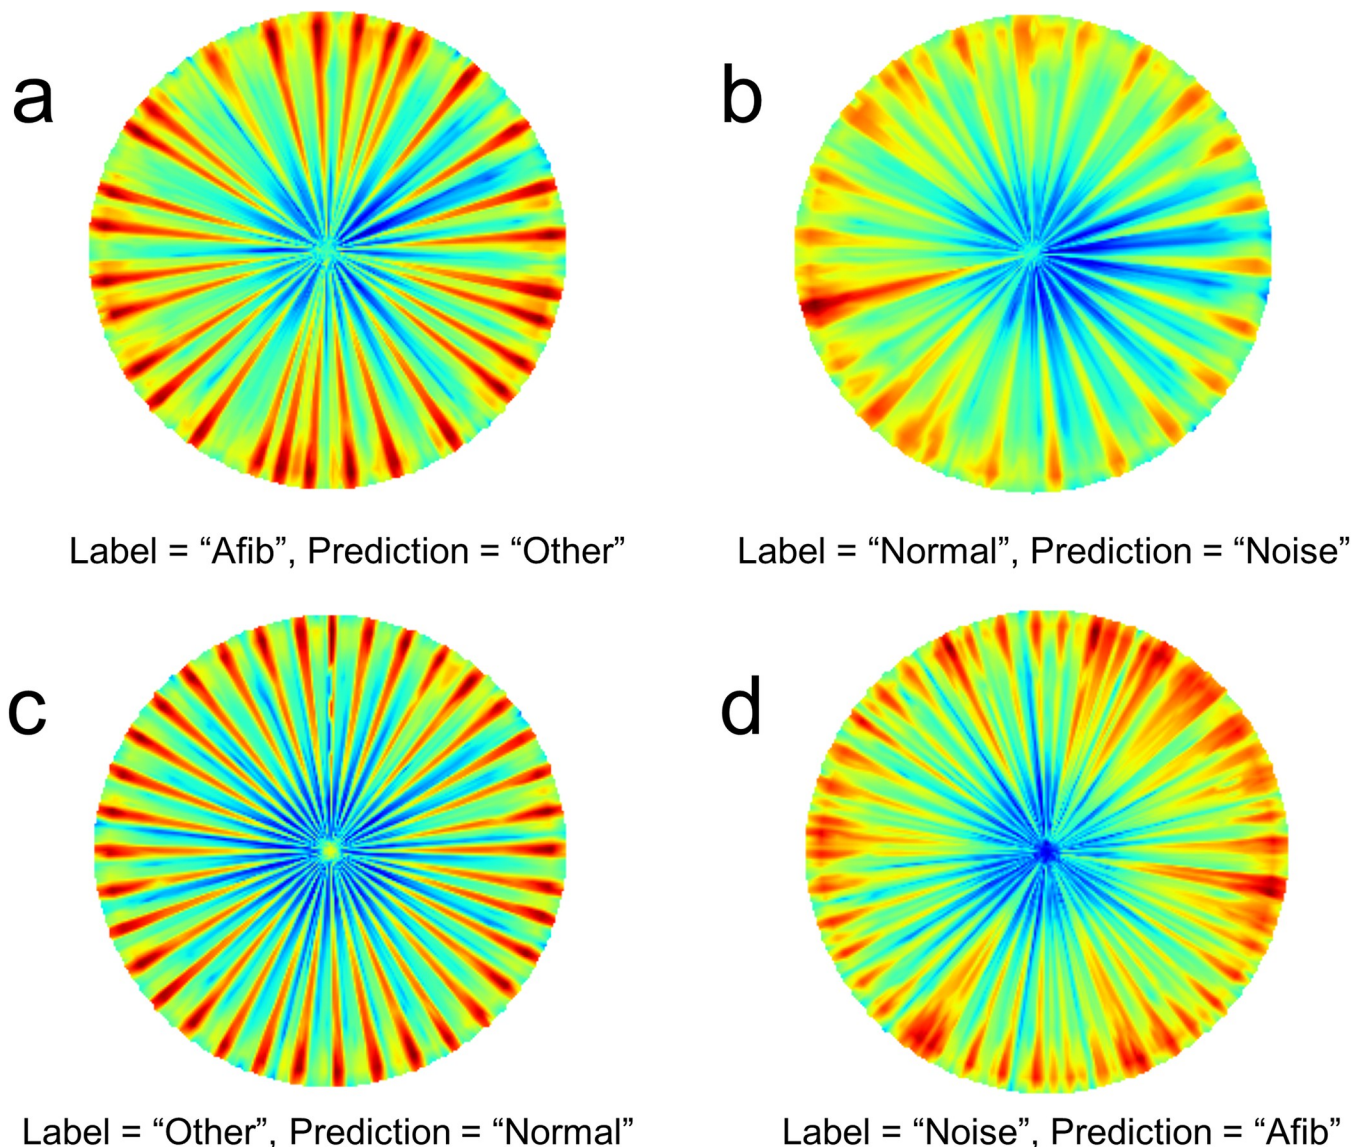 a
b
Label = “Afib”, Prediction = “Other”
Label = “Normal”, Prediction = “Noise”
c
d
Label = “Other”, Prediction = “Normal”
Label = “Noise”, Prediction = “Afib”